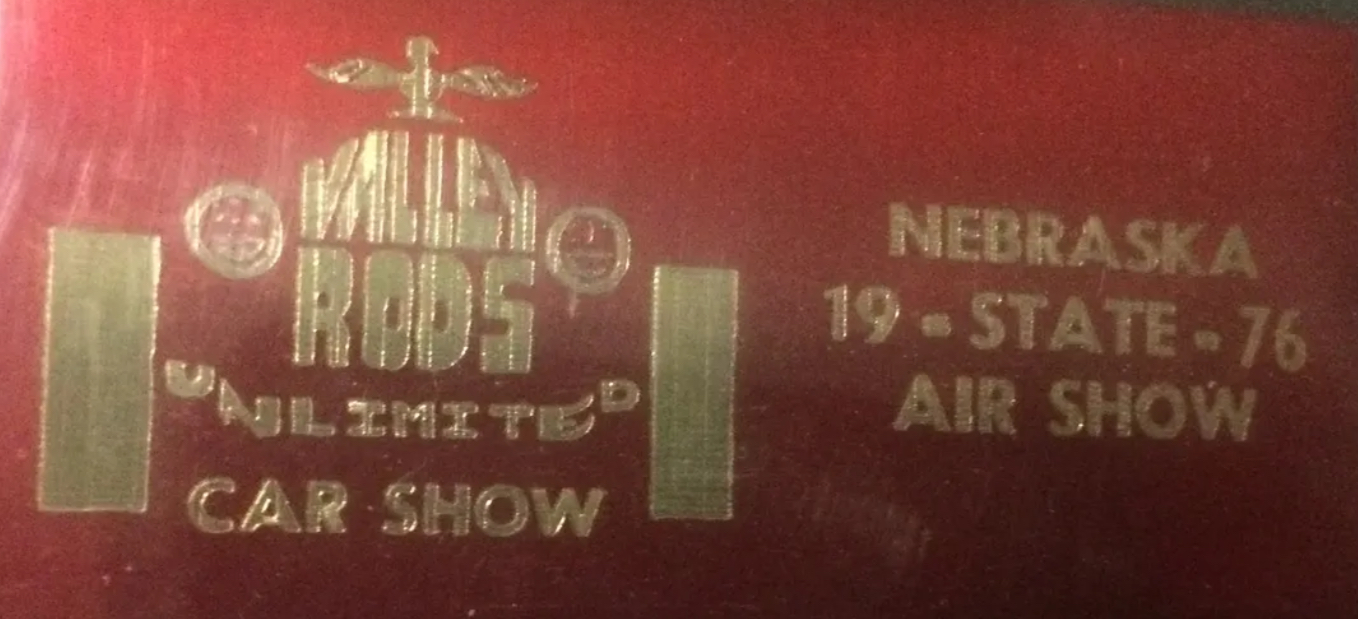 VALLEY
RODS
UNLIMITED
CAR SHOW
NEBRASKA
19 - STATE - 76
AIR SHOW